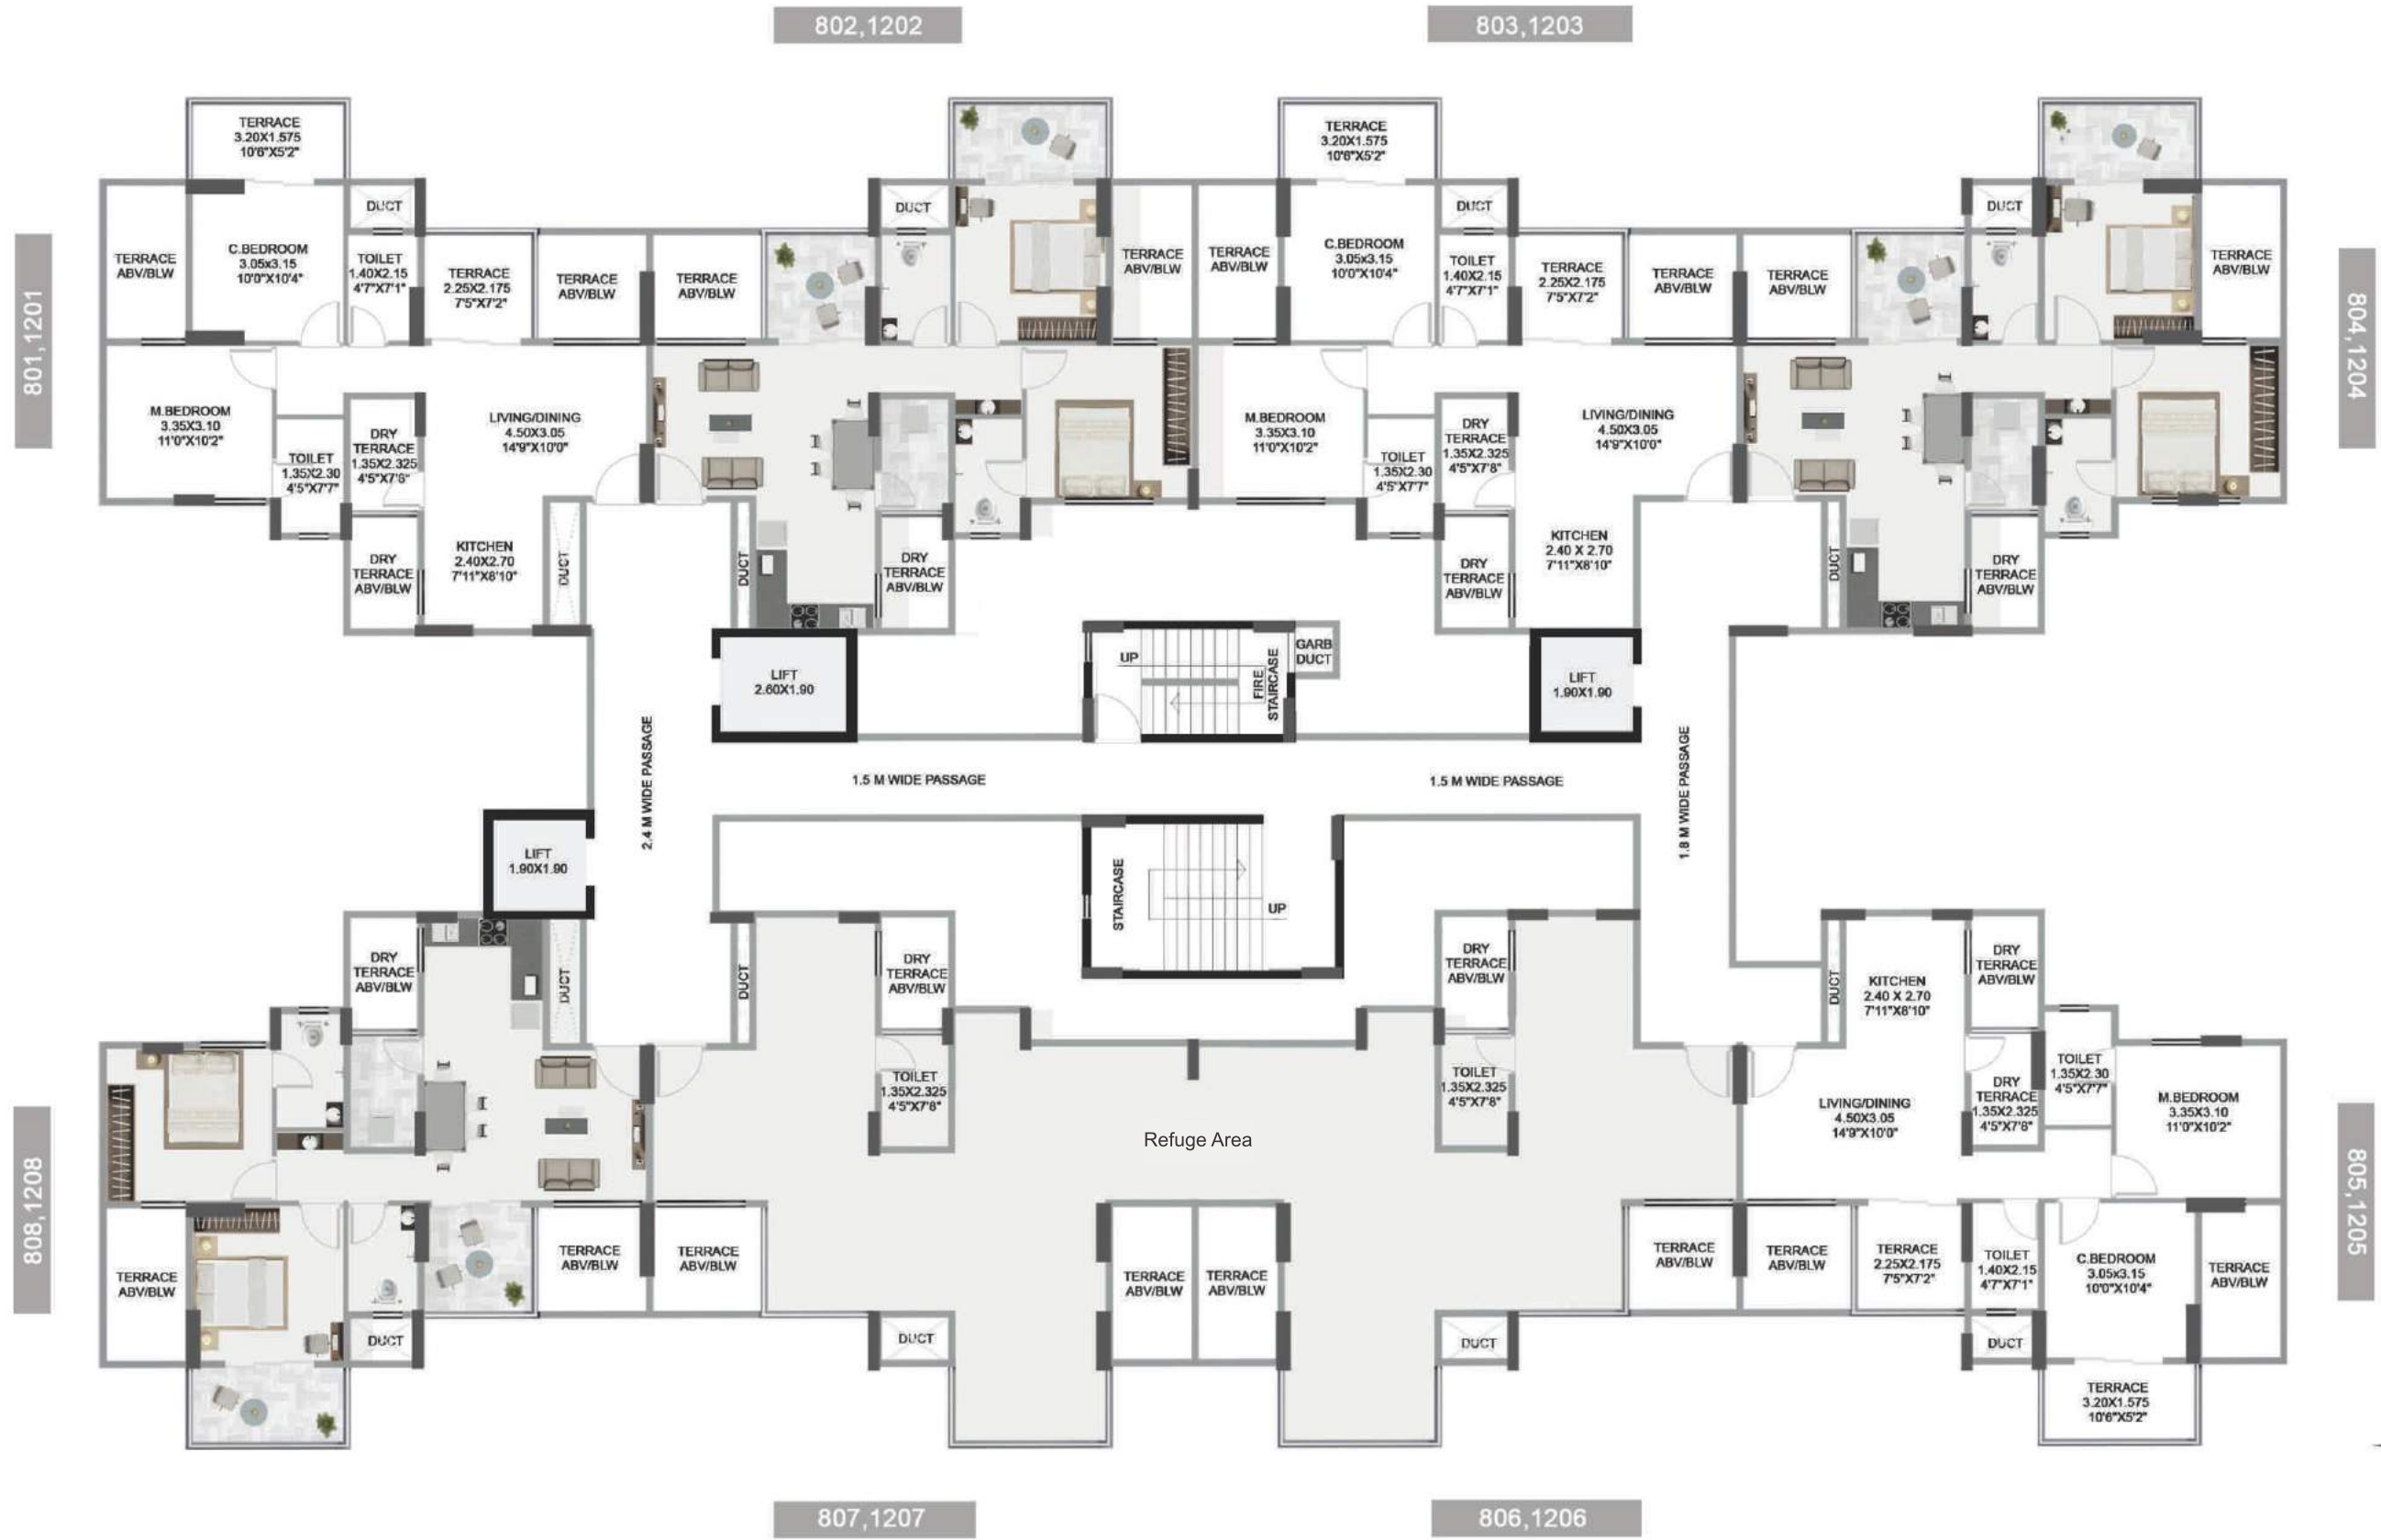 802,1202
803,1203
801,1201
TERRACE
3.20X1.575
10'6"X5'2"
TERRACE
ABV/BLW
C.BEDROOM
3.05x3.15
10'0"X10'4"
DUCT
TOILET
1.40X2.15
4'7"X7'1"
TERRACE
2.25X2.175
7'5"X7'2"
TERRACE
ABV/BLW
M.BEDROOM
3.35X3.10
11'0"X10'2"
TOILET
1.35X2.30
4'5"X7'7"
DRY
TERRACE
1.35X2.325
4'5"X7'8"
LIVING/DINING
4.50X3.05
14'9"X10'0"
DRY
TERRACE
ABV/BLW
KITCHEN
2.40X2.70
7'11"X8'10"
DUCT
TERRACE
ABV/BLW
DUCT
TERRACE
ABV/BLW
DUCT
DRY
TERRACE
ABV/BLW
TERRACE
ABV/BLW
TERRACE
3.20X1.575
10'6"X5'2"
C.BEDROOM
3.05x3.15
10'0"X10'4"
DUCT
TOILET
1.40X2.15
4'7"X7'1"
TERRACE
2.25X2.175
7'5"X7'2"
TERRACE
ABV/BLW
M.BEDROOM
3.35X3.10
11'0"X10'2"
TOILET
1.35X2.30
4'5"X7'7"
DRY
TERRACE
1.35X2.325
4'5"X7'8"
LIVING/DINING
4.50X3.05
14'9"X10'0"
DRY
TERRACE
ABV/BLW
KITCHEN
2.40 X 2.70
7'11"X8'10"
TERRACE
ABV/BLW
DUCT
TERRACE
ABV/BLW
DUCT
DRY
TERRACE
ABV/BLW
804,1204
LIFT
2.60X1.90
UP
FIRE
STAIRCASE
GARB
DUCT
LIFT
1.90X1.90
2.4 M WIDE PASSAGE
1.5 M WIDE PASSAGE
1.5 M WIDE PASSAGE
1.8 M WIDE PASSAGE
LIFT
1.90X1.90
STAIRCASE
UP
808,1208
DRY
TERRACE
ABV/BLW
DUCT
TERRACE
ABV/BLW
DUCT
TERRACE
ABV/BLW
DUCT
DRY
TERRACE
ABV/BLW
TOILET
1.35X2.325
4'5"X7'8"
TERRACE
ABV/BLW
DUCT
Refuge Area
TERRACE
ABV/BLW
TERRACE
ABV/BLW
DRY
TERRACE
ABV/BLW
TOILET
1.35X2.325
4'5"X7'8"
DUCT
TERRACE
ABV/BLW
DUCT
KITCHEN
2.40 X 2.70
7'11"X8'10"
DRY
TERRACE
ABV/BLW
LIVING/DINING
4.50X3.05
14'9"X10'0"
DRY
TERRACE
1.35X2.325
4'5"X7'8"
TOILET
1.35X2.30
4'5"X7'7"
M.BEDROOM
3.35X3.10
11'0"X10'2"
TERRACE
ABV/BLW
TERRACE
2.25X2.175
7'5"X7'2"
TOILET
1.40X2.15
4'7"X7'1"
C.BEDROOM
3.05x3.15
10'0"X10'4"
TERRACE
ABV/BLW
DUCT
TERRACE
3.20X1.575
10'6"X5'2"
805,1205
807,1207
806,1206